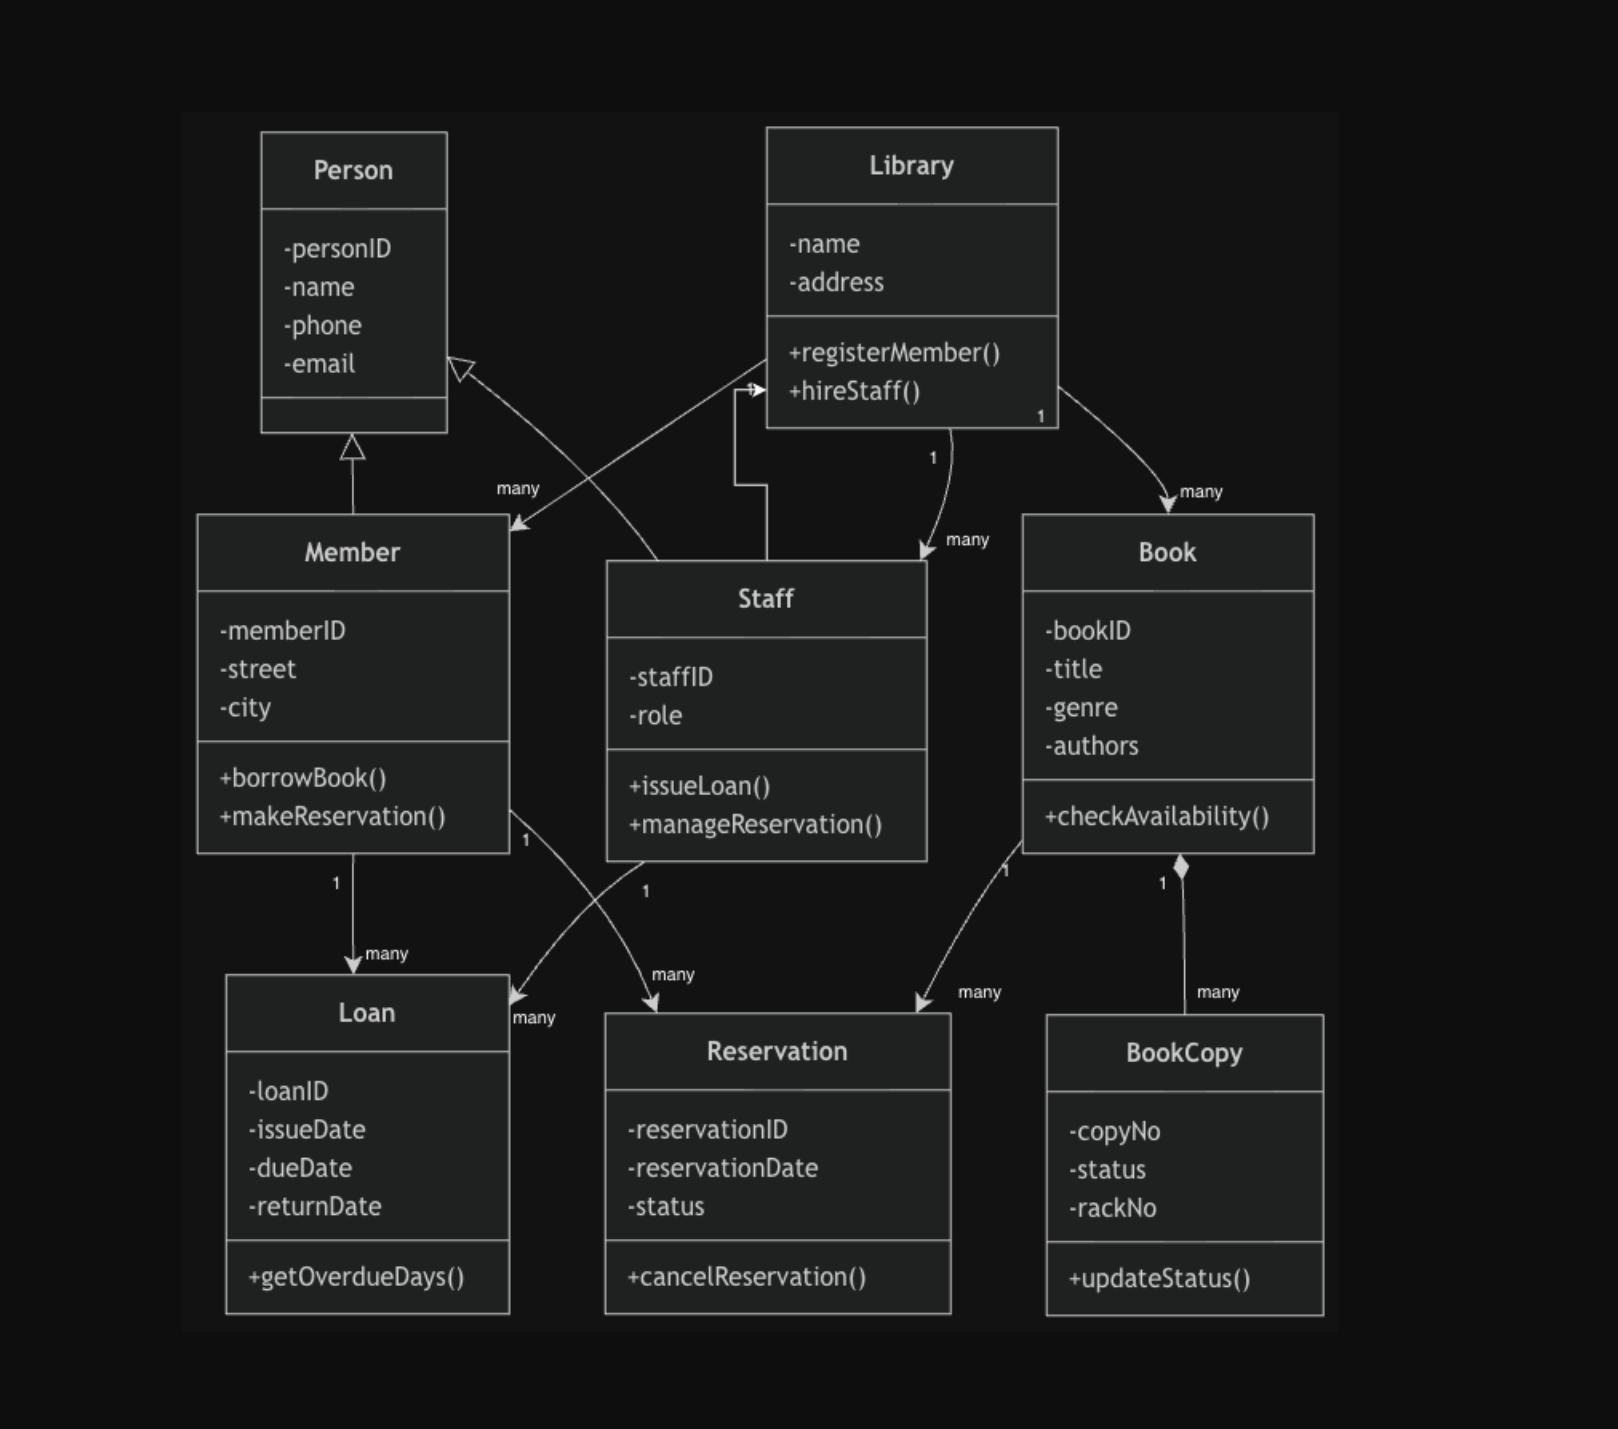 Person
-personID
-name
-phone
-email
Library
-name
-address
+registerMember()
+hireStaff()
1
1
1
many
many
many
Member
-memberID
-street
-city
+borrowBook()
+makeReservation()
Staff
-staffID
-role
+issueLoan()
+manageReservation()
Book
-bookID
-title
-genre
-authors
+checkAvailability()
1
1
1
1
1
many
many
many
many
many
Loan
-loanID
-issueDate
-dueDate
-returnDate
+getOverdueDays()
Reservation
-reservationID
-reservationDate
-status
+cancelReservation()
BookCopy
-copyNo
-status
-rackNo
+updateStatus()